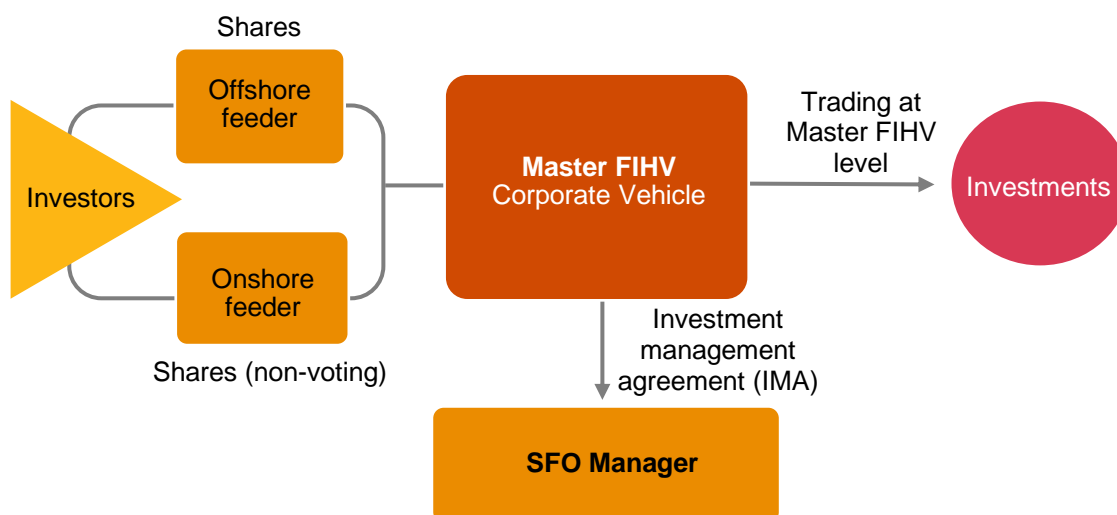 Shares
Offshore
feeder
Investors
Onshore
feeder
Shares (non-voting)
Master FIHV
Corporate Vehicle
Trading at
Master FIHV
level
Investments
Investment
management
agreement (IMA)
SFO Manager